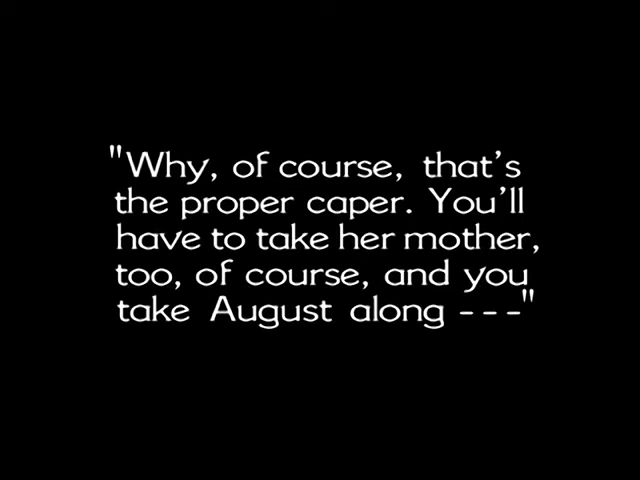 "Why, of course, that's
the proper caper. You'll
have to take her mother,
too, of course, and you
take August along ---"